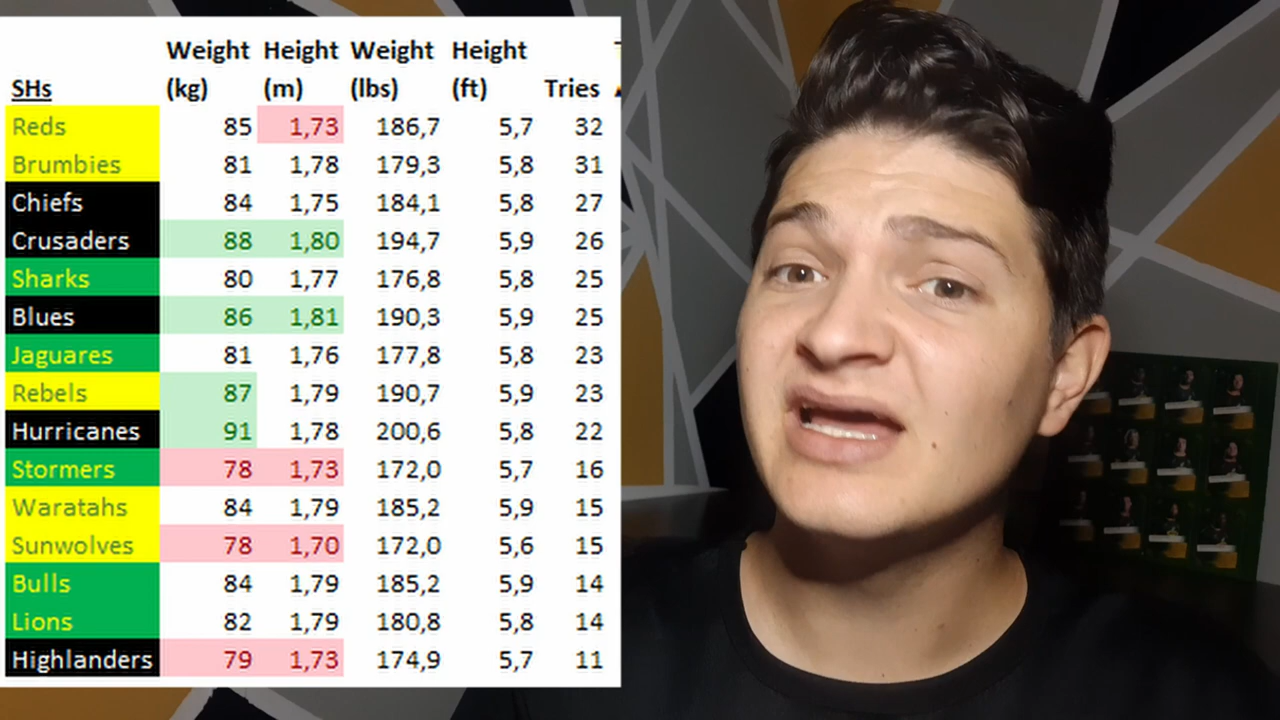 Weight Height Weight Height
SHs (kg) (m) (lbs) (ft) Tries
Reds 85 1,73 186,7 5,7 32
Brumbies 81 1,78 179,3 5,8 31
Chiefs 84 1,75 184,1 5,8 27
Crusaders 88 1,80 194,7 5,9 26
Sharks 80 1,77 176,8 5,8 25
Blues 86 1,81 190,3 5,9 25
Jaguares 81 1,76 177,8 5,8 23
Rebels 87 1,79 190,7 5,9 23
Hurricanes 91 1,78 200,6 5,8 22
Stormers 78 1,73 172,0 5,7 16
Waratahs 84 1,79 185,2 5,9 15
Sunwolves 78 1,70 172,0 5,6 15
Bulls 84 1,79 185,2 5,9 14
Lions 82 1,79 180,8 5,8 14
Highlanders 79 1,73 174,9 5,7 11